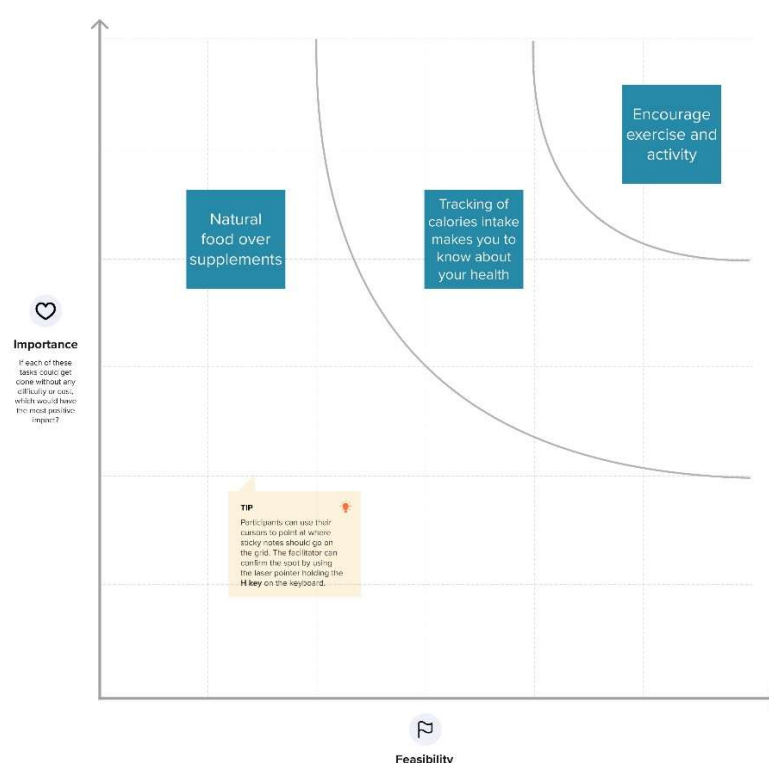 Encourage
exercise and
activity
Natural
food over
supplements
Tracking of
calories intake
makes you to
know about
your health
Importance
If each of these
tasks could get
done without any
difficulty or cost,
which would have
the most positive
impact?
TIP
Participants can use their
cursors to point at where
sticky notes should go on
the grid. The facilitator can
confirm the spot by using
the laser pointer holding the
H key on the keyboard.
Feasibility